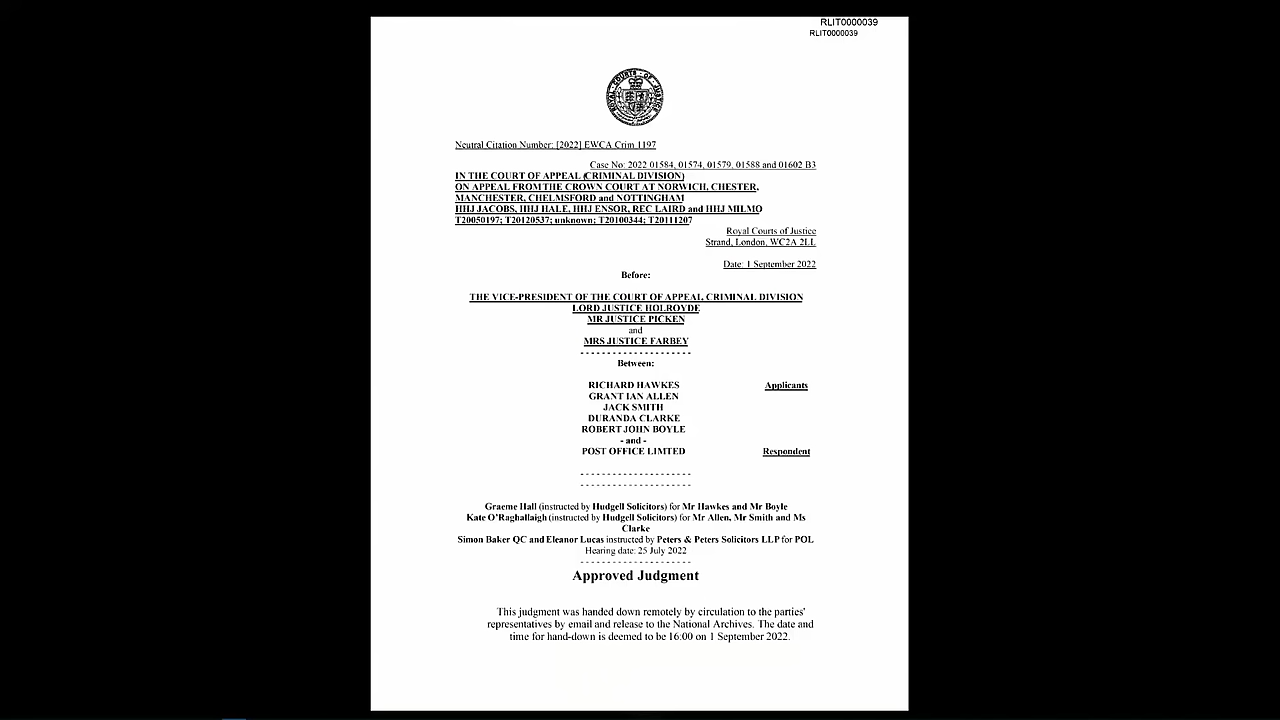 RLIT0000039
RLIT0000039
ROYAL COURTS OF JUSTICE
Neutral Citation Number: [2022] EWCA Crim 1197
Case No: 2022 01584, 01574, 01579, 01588 and 01602 B3
IN THE COURT OF APPEAL (CRIMINAL DIVISION)
ON APPEAL FROM THE CROWN COURT AT NORWICH, CHESTER,
MANCHESTER, CHELMSFORD and NOTTINGHAM
HHJ JACOBS, HHJ HALE, HHJ ENSOR, REC LAIRD and HHJ MILMO
T20050197; T20120537; unknown; T20100344; T20111207
Royal Courts of Justice
Strand, London, WC2A 2LL
Date: 1 September 2022
Before:
THE VICE-PRESIDENT OF THE COURT OF APPEAL CRIMINAL DIVISION
LORD JUSTICE HOLROYDE
MR JUSTICE PICKEN
and
MRS JUSTICE FARBEY
- - - - - - - - - - - - - - - - - - - - -
Between:
RICHARD HAWKES Applicants
GRANT IAN ALLEN
JACK SMITH
DURANDA CLARKE
ROBERT JOHN BOYLE
- and -
POST OFFICE LIMTED Respondent
- - - - - - - - - - - - - - - - - - - - -
- - - - - - - - - - - - - - - - - - - - -
Graeme Hall (instructed by Hudgell Solicitors) for Mr Hawkes and Mr Boyle
Kate O'Raghallaigh (instructed by Hudgell Solicitors) for Mr Allen, Mr Smith and Ms
Clarke
Simon Baker QC and Eleanor Lucas instructed by Peters & Peters Solicitors LLP for POL
Hearing date: 25 July 2022
- - - - - - - - - - - - - - - - - - - - -
Approved Judgment
This judgment was handed down remotely by circulation to the parties'
representatives by email and release to the National Archives. The date and
time for hand-down is deemed to be 16:00 on 1 September 2022.